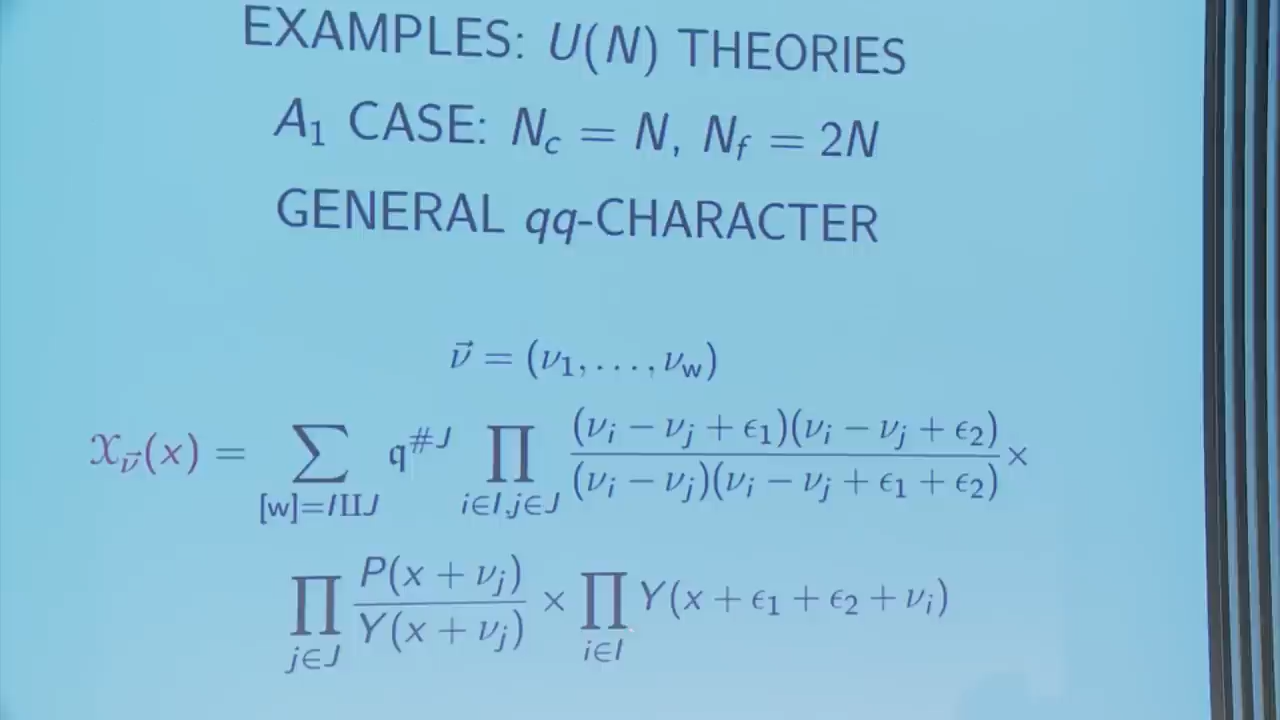 EXAMPLES: U(N) THEORIES
A₁ CASE: N_c = N, N_f = 2N
GENERAL qq-CHARACTER
ν⃗ = (ν₁, . . . , ν_w)
𝒳_ν⃗(x) = ∑_{[w]=I⨿J} 𝔮^{#J} ∏_{i∈I,j∈J} (ν_i − ν_j + ϵ₁)(ν_i − ν_j + ϵ₂) / (ν_i − ν_j)(ν_i − ν_j + ϵ₁ + ϵ₂) ×
∏_{j∈J} P(x + ν_j) / Y(x + ν_j) × ∏_{i∈I} Y(x + ϵ₁ + ϵ₂ + ν_i)